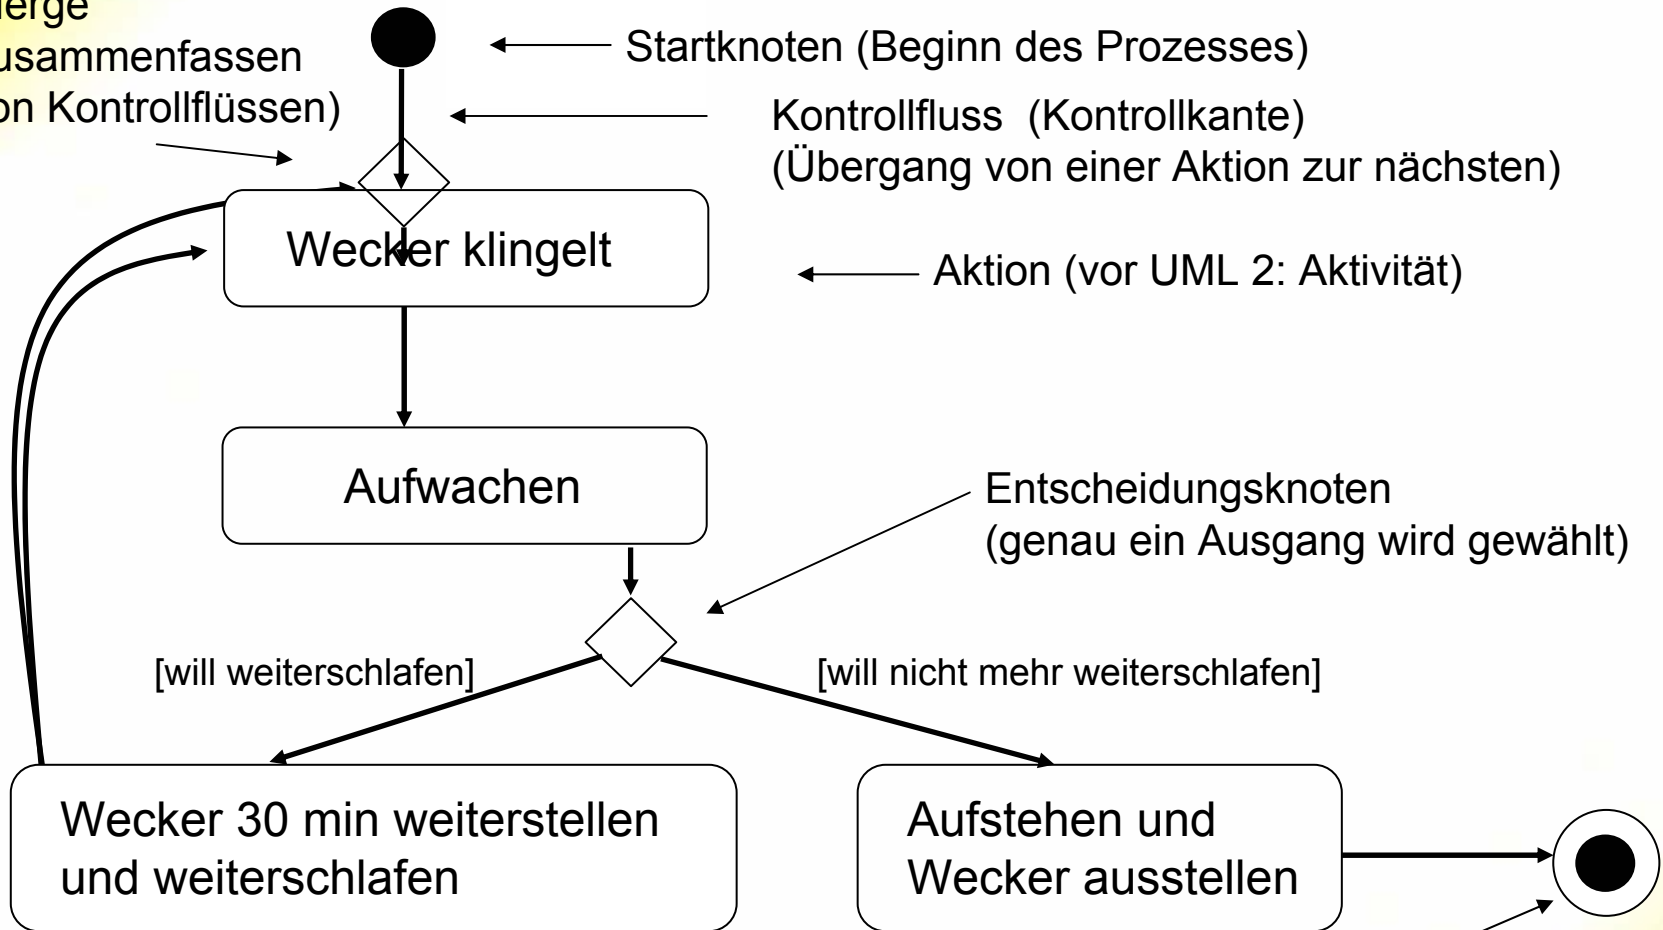 usammenfassen
on Kontrollflüssen)
Startknoten (Beginn des Prozesses)
Kontrollfluss (Kontrollkante)
(Übergang von einer Aktion zur nächsten)
Wecker klingelt
Aktion (vor UML 2: Aktivität)
Aufwachen
Entscheidungsknoten
(genau ein Ausgang wird gewählt)
[will weiterschlafen]
[will nicht mehr weiterschlafen]
Wecker 30 min weiterstellen
und weiterschlafen
Aufstehen und
Wecker ausstellen